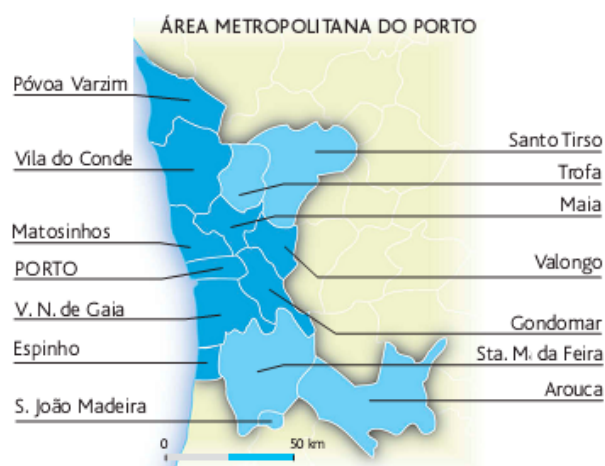 ÁREA METROPOLITANA DO PORTO
Póvoa Varzim
Vila do Conde
Matosinhos
PORTO
V. N. de Gaia
Espinho
S. João Madeira
Santo Tirso
Trofa
Maia
Valongo
Gondomar
Sta. M. da Feira
Arouca
0 50 km